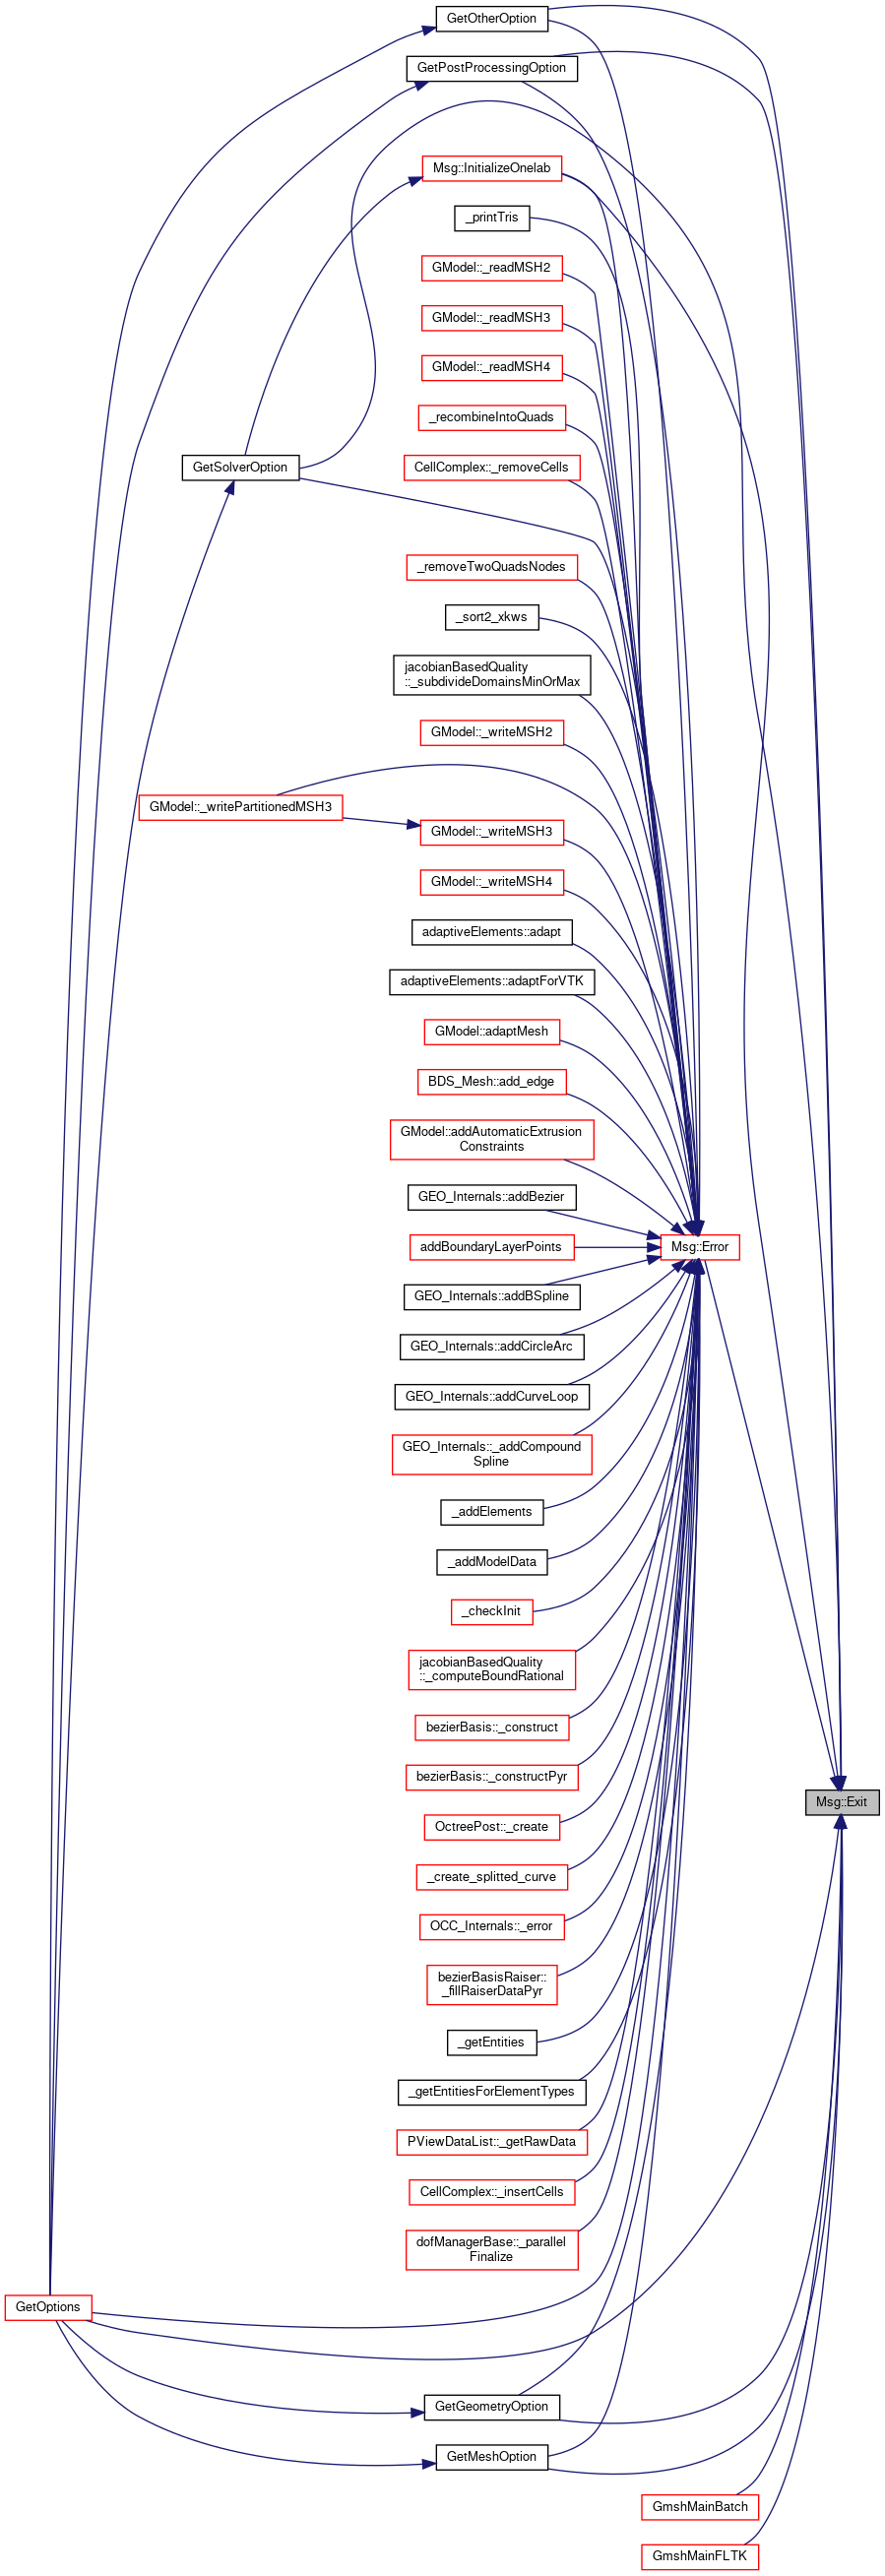 GetOtherOption
GetPostProcessingOption
Msg::InitializeOnelab
_printTris
GModel::_readMSH2
GModel::_readMSH3
GModel::_readMSH4
_recombineIntoQuads
GetSolverOption
CellComplex::_removeCells
_removeTwoQuadsNodes
_sort2_xkws
jacobianBasedQuality
::_subdivideDomainsMinOrMax
GModel::_writeMSH2
GModel::_writePartitionedMSH3
GModel::_writeMSH3
GModel::_writeMSH4
adaptiveElements::adapt
adaptiveElements::adaptForVTK
GModel::adaptMesh
BDS_Mesh::add_edge
GModel::addAutomaticExtrusion
Constraints
GEO_Internals::addBezier
addBoundaryLayerPoints
Msg::Error
GEO_Internals::addBSpline
GEO_Internals::addCircleArc
GEO_Internals::addCurveLoop
GEO_Internals::_addCompound
Spline
_addElements
_addModelData
_checkInit
jacobianBasedQuality
::_computeBoundRational
bezierBasis::_construct
bezierBasis::_constructPyr
Msg::Exit
OctreePost::_create
_create_splitted_curve
OCC_Internals::_error
bezierBasisRaiser::
_fillRaiserDataPyr
_getEntities
_getEntitiesForElementTypes
PViewDataList::_getRawData
CellComplex::_insertCells
dofManagerBase::_parallel
Finalize
GetOptions
GetGeometryOption
GetMeshOption
GmshMainBatch
GmshMainFLTK